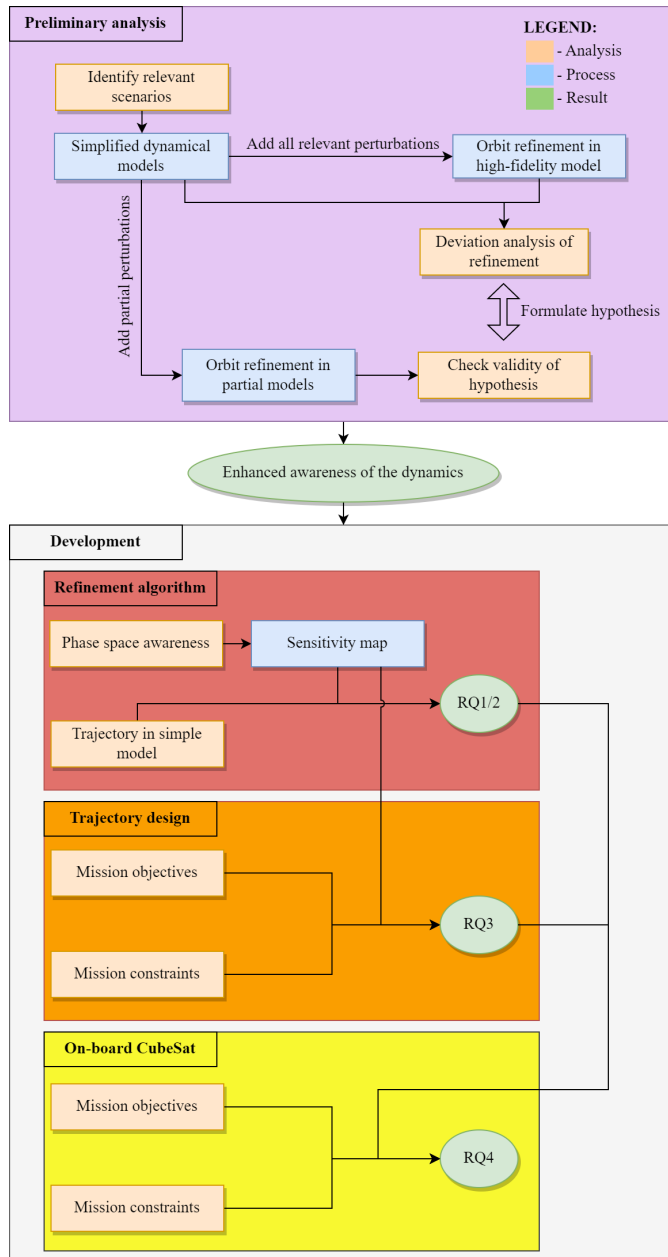 Preliminary analysis
LEGEND:
- Analysis
- Process
- Result
Identify relevant
scenarios
Simplified dynamical
models
Add all relevant perturbations
Orbit refinement in
high-fidelity model
Deviation analysis of
refinement
Add partial perturbations
Formulate hypothesis
Orbit refinement in
partial models
Check validity of
hypothesis
Enhanced awareness of the dynamics
Development
Refinement algorithm
Phase space awareness
Sensitivity map
RQ1/2
Trajectory in simple
model
Trajectory design
Mission objectives
RQ3
Mission constraints
On-board CubeSat
Mission objectives
RQ4
Mission constraints